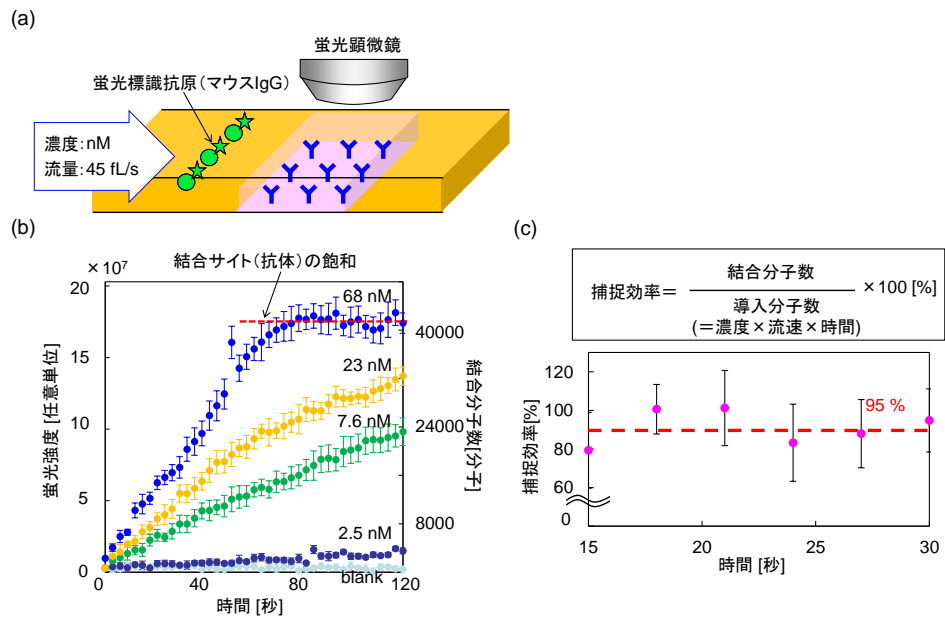 (a)
蛍光顕微鏡
蛍光標識抗原(マウスIgG)
濃度:nM
流量:45 fL/s
(b)
結合サイト(抗体)の飽和
×10⁷
20
15
10
5
0
蛍光強度 [任意単位]
68 nM
23 nM
7.6 nM
2.5 nM
blank
40000
24000
8000
結合分子数[分子]
0
40
80
120
時間 [秒]
(c)
捕捉効率=
結合分子数
導入分子数
(=濃度×流速×時間)
×100 [%]
120
100
80
60
0
捕捉効率[%]
95 %
15
20
25
30
時間 [秒]